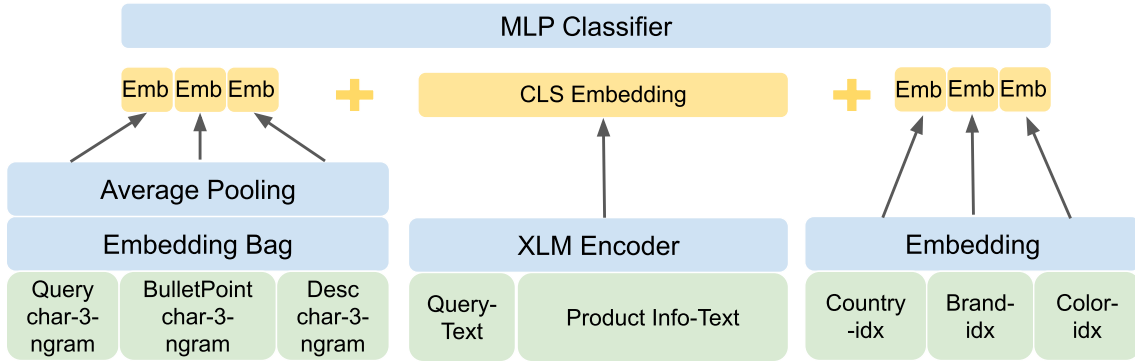 MLP Classifier
Emb Emb Emb
+
CLS Embedding
+
Emb Emb Emb
Average Pooling
Embedding Bag
XLM Encoder
Embedding
Query
char-3-
ngram
BulletPoint
char-3-
ngram
Desc
char-3-
ngram
Query-
Text
Product Info-Text
Country
-idx
Brand-
idx
Color-
idx